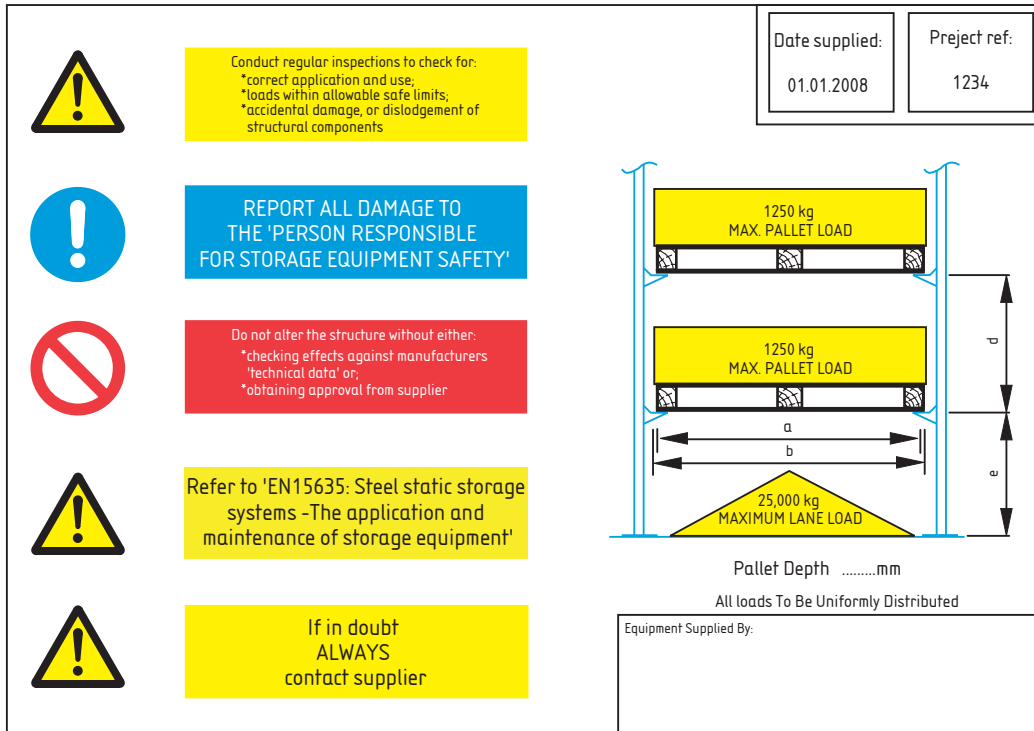 Conduct regular inspections to check for:
*correct application and use;
*loads within allowable safe limits;
*accidental damage, or dislodgement of
structural components
REPORT ALL DAMAGE TO
THE 'PERSON RESPONSIBLE
FOR STORAGE EQUIPMENT SAFETY'
Do not alter the structure without either:
*checking effects against manufacturers
'technical data' or;
*obtaining approval from supplier
Refer to 'EN15635: Steel static storage
systems -The application and
maintenance of storage equipment'
If in doubt
ALWAYS
contact supplier
Date supplied:
01.01.2008
Preject ref:
1234
1250 kg
MAX. PALLET LOAD
d
1250 kg
MAX. PALLET LOAD
a
b
e
25,000 kg
MAXIMUM LANE LOAD
Pallet Depth .........mm
All loads To Be Uniformly Distributed
Equipment Supplied By: